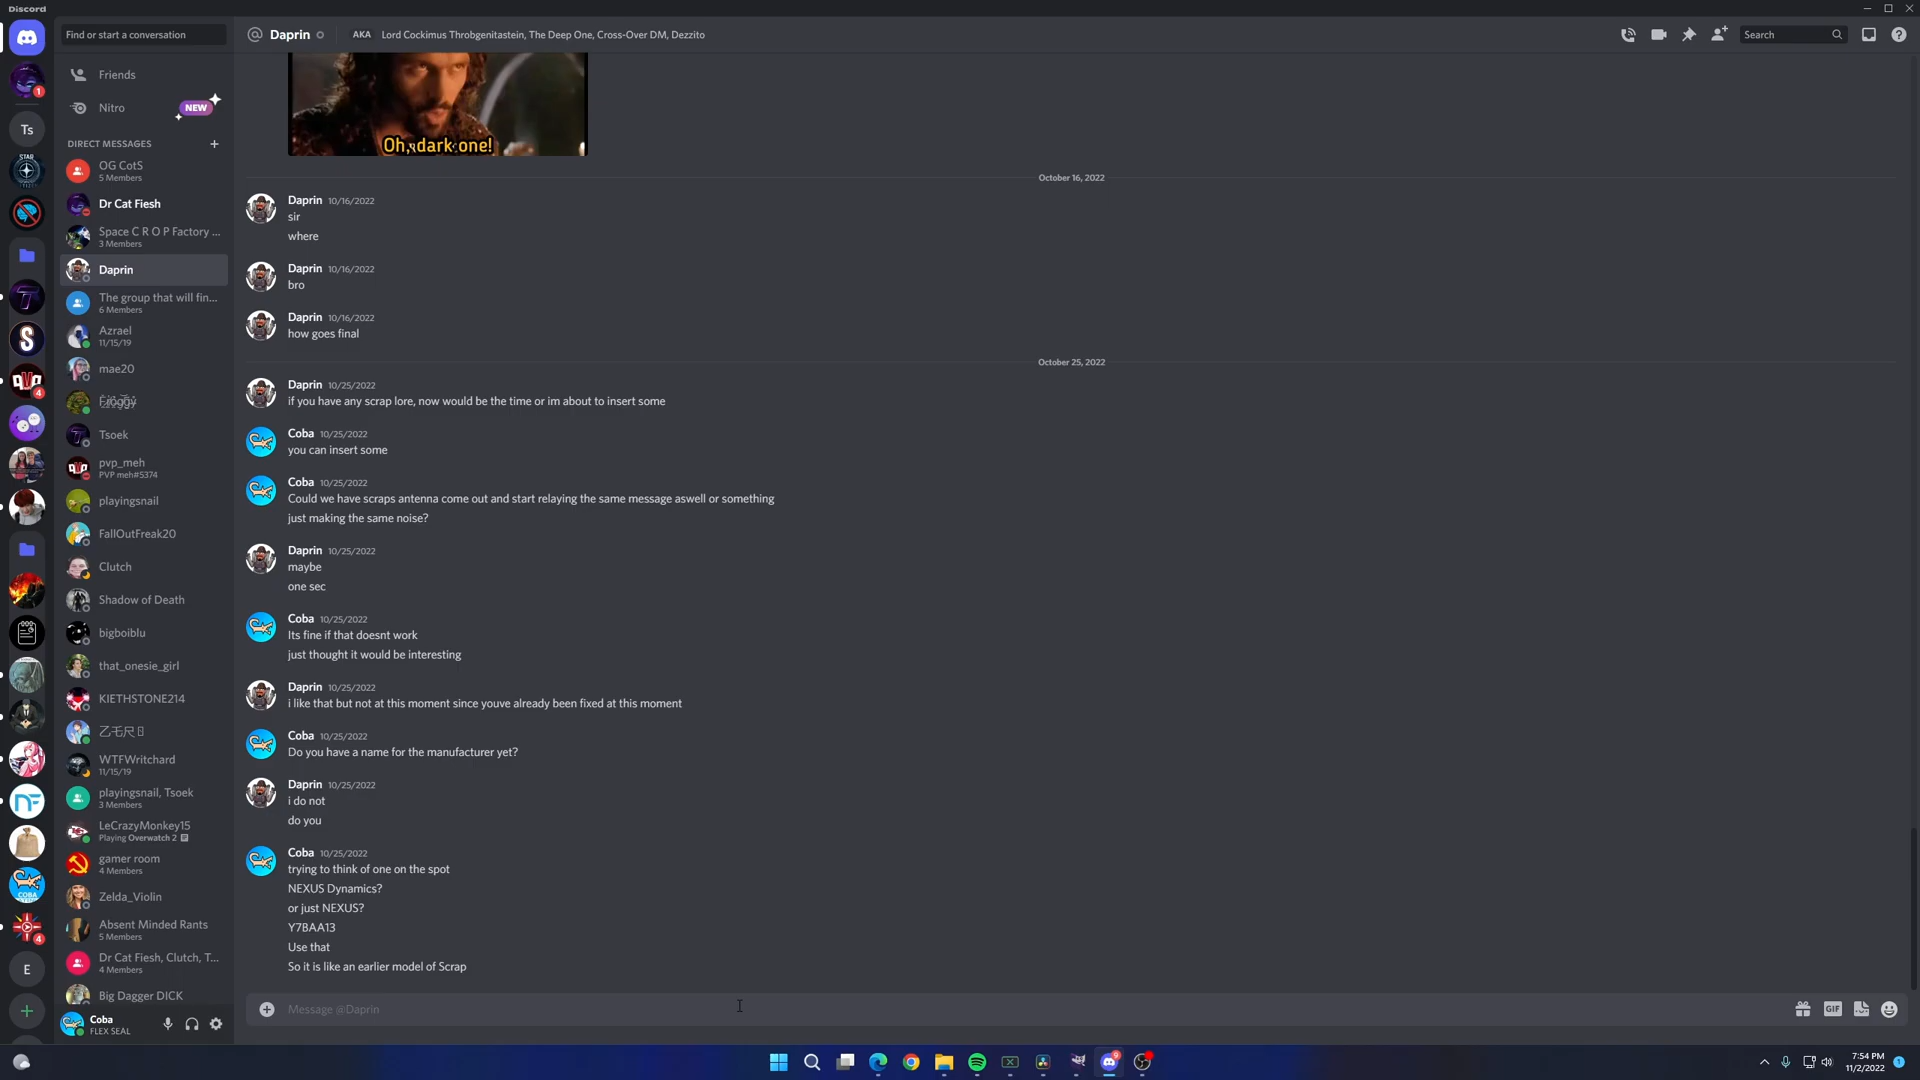 Discord
Find or start a conversation
Friends
Nitro
NEW
DIRECT MESSAGES
OG CotS
5 Members
Dr Cat Fiesh
Space C R O P Factory ...
3 Members
Daprin
The group that will fin...
6 Members
Azrael
11/15/19
mae20
Froggy
Tsoek
pvp_meh
PVP meh#5374
playingsnail
FallOutFreak20
Clutch
Shadow of Death
bigboiblu
that_onesie_girl
KIETHSTONE214
WTFWritchard
11/15/19
playingsnail, Tsoek
3 Members
LeCrazyMonkey15
Playing Overwatch 2
gamer room
4 Members
Zelda_Violin
Absent Minded Rants
5 Members
Dr Cat Fiesh, Clutch, T...
4 Members
Big Dagger DICK
Coba
FLEX SEAL
Ts
1
4
COBA
4
E
Daprin
AKA Lord Cockimus Throbgenitastein, The Deep One, Cross-Over DM, Dezzito
Search
Oh, dark one!
October 16, 2022
Daprin 10/16/2022
sir
where
Daprin 10/16/2022
bro
Daprin 10/16/2022
how goes final
October 25, 2022
Daprin 10/25/2022
if you have any scrap lore, now would be the time or im about to insert some
Coba 10/25/2022
you can insert some
Coba 10/25/2022
Could we have scraps antenna come out and start relaying the same message aswell or something
just making the same noise?
Daprin 10/25/2022
maybe
one sec
Coba 10/25/2022
Its fine if that doesnt work
just thought it would be interesting
Daprin 10/25/2022
i like that but not at this moment since youve already been fixed at this moment
Coba 10/25/2022
Do you have a name for the manufacturer yet?
Daprin 10/25/2022
i do not
do you
Coba 10/25/2022
trying to think of one on the spot
NEXUS Dynamics?
or just NEXUS?
Y7BAA13
Use that
So it is like an earlier model of Scrap
Message @Daprin
GIF
7:54 PM
11/2/2022